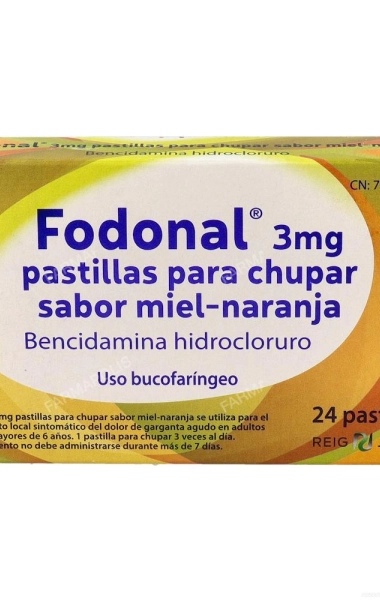 onal® 3mg pastillas para chupar sabor miel-na
Bencidamina hidrocloruro
CN: 7
Fodonal® 3mg
pastillas para chupar
sabor miel-naranja
Bencidamina hidrocloruro
Uso bucofaríngeo
mg pastillas para chupar sabor miel-naranja se utiliza para el
to local sintomático del dolor de garganta agudo en adultos
ayores de 6 años. 1 pastilla para chupar 3 veces al día.
ento no debe administrarse durante más de 7 días.
24 past
REIG J